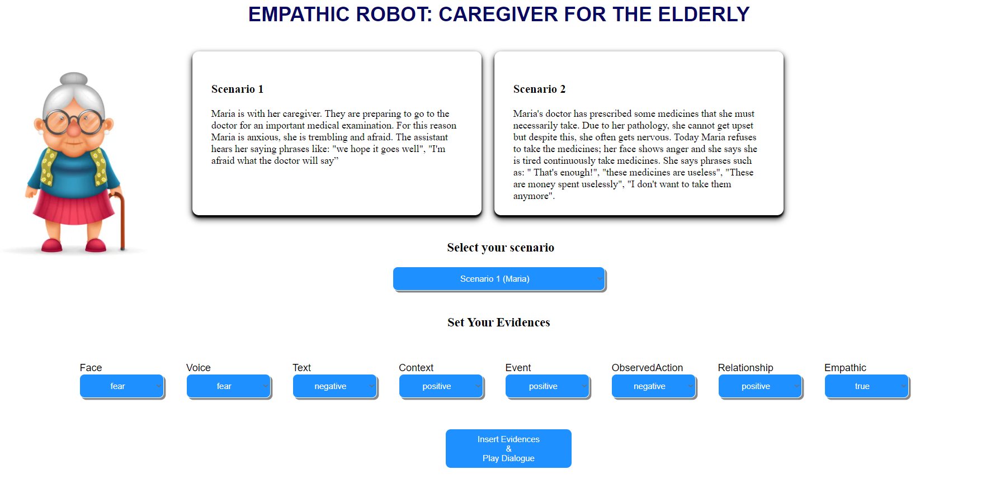 EMPATHIC ROBOT: CAREGIVER FOR THE ELDERLY
Scenario 1
Maria is with her caregiver. They are preparing to go to the
doctor for an important medical examination. For this reason
Maria is anxious, she is trembling and afraid. The assistant
hears her saying phrases like: "we hope it goes well", "I'm
afraid what the doctor will say”
Scenario 2
Maria's doctor has prescribed some medicines that she must
necessarily take. Due to her pathology, she cannot get upset
but despite this, she often gets nervous. Today Maria refuses
to take the medicines; her face shows anger and she says she
is tired continuously take medicines. She says phrases such
as: " That's enough!", "these medicines are useless", "These
are money spent uselessly", "I don't want to take them
anymore".
Select your scenario
Scenario 1 (Maria)
Set Your Evidences
Face Voice Text Context Event ObservedAction Relationship Empathic
fear fear negative positive positive negative positive true
Insert Evidences
&
Play Dialogue